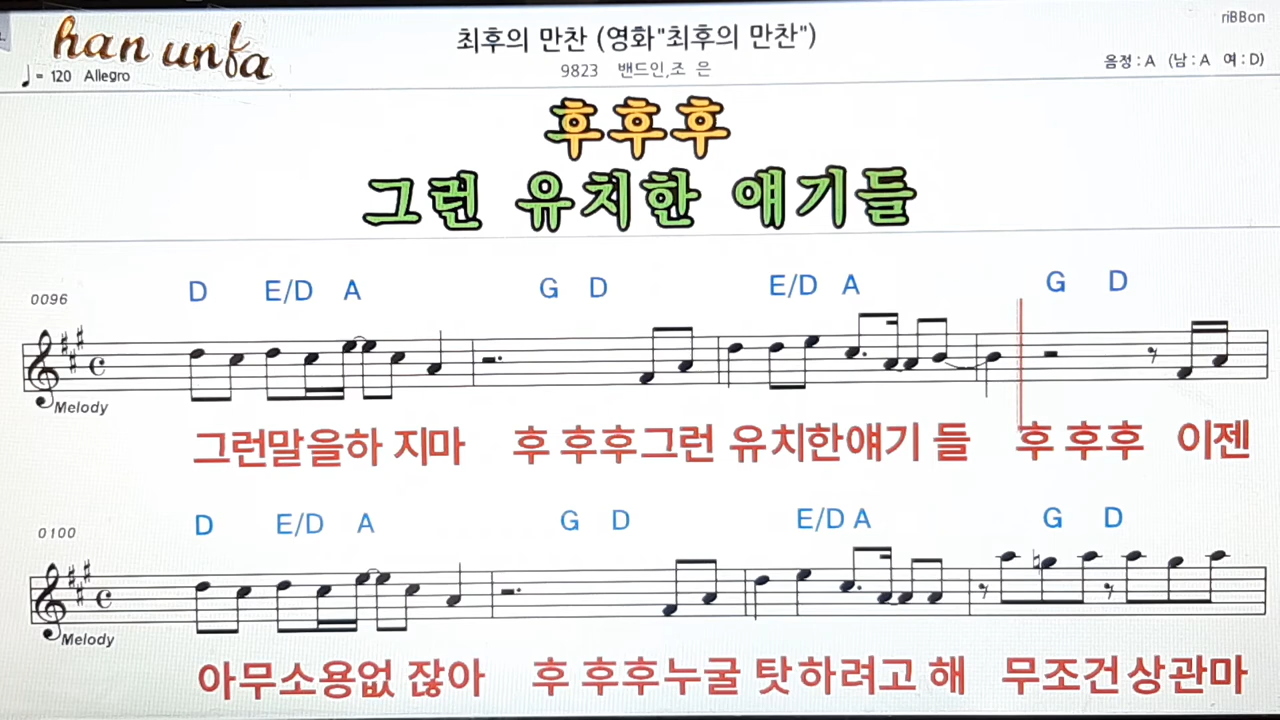 riBBon
han unfa
최후의 만찬 (영화"최후의 만찬")
♩= 120 Allegro
9823 밴드인,조 은
음정 : A (남 : A 여 : D)
후후후
그런 유치한 얘기들
D E/D A G D E/D A G D
0096
Melody
그런말을하 지마 후 후후그런 유치한얘기 들 후 후후 이젠
D E/D A G D E/D A G D
0100
Melody
아무소용없 잖아 후 후후누굴 탓하려고 해 무조건상관마